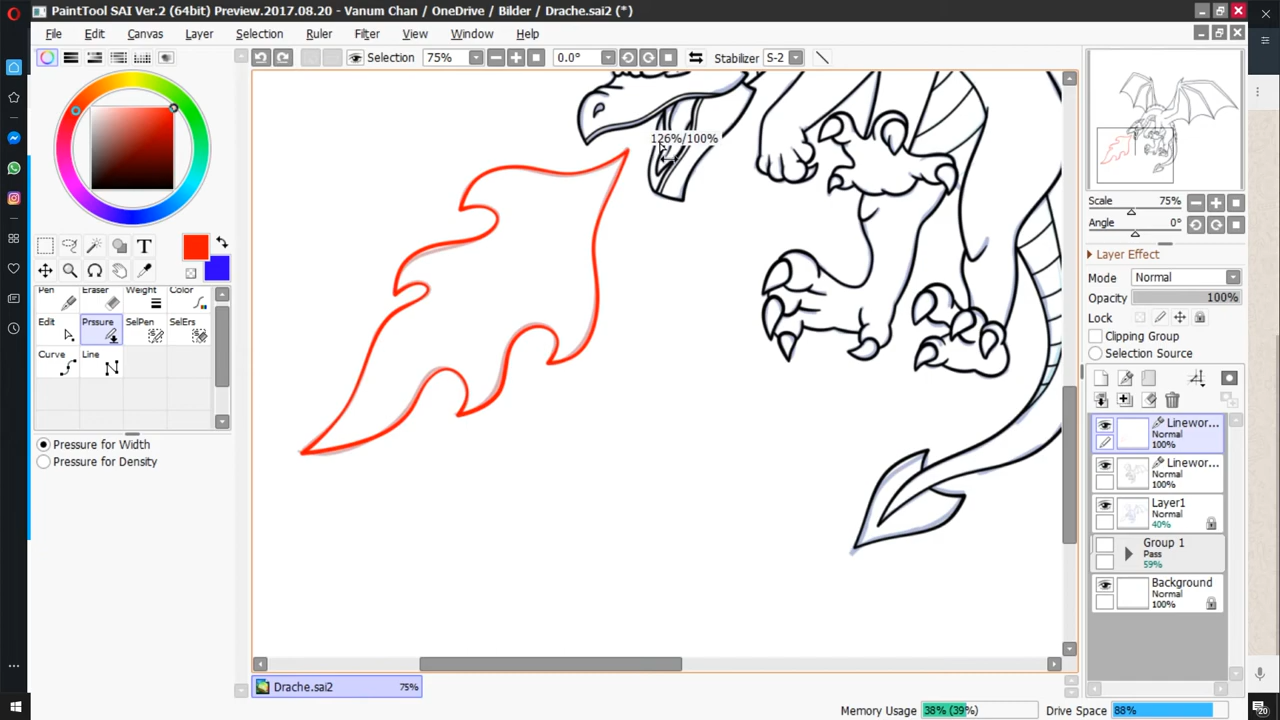 PaintTool SAI Ver.2 (64bit) Preview.2017.08.20 - Vanum Chan / OneDrive / Bilder / Drache.sai2 (*)
File Edit Canvas Layer Selection Ruler Filter View Window Help
Selection 75% 0.0° Stabilizer S-2
126%/100%
T
Pen Eraser Weight Color
Edit Prssure SelPen SelErs
Curve Line
Pressure for Width
Pressure for Density
Scale 75%
Angle 0°
Layer Effect
Mode Normal
Opacity 100%
Lock
Clipping Group
Selection Source
Linewor...
Normal
100%
Linewor...
Normal
100%
Layer1
Normal
40%
Group 1
Pass
59%
Background
Normal
100%
Drache.sai2 75%
Memory Usage 38% (39%) Drive Space 88%
20